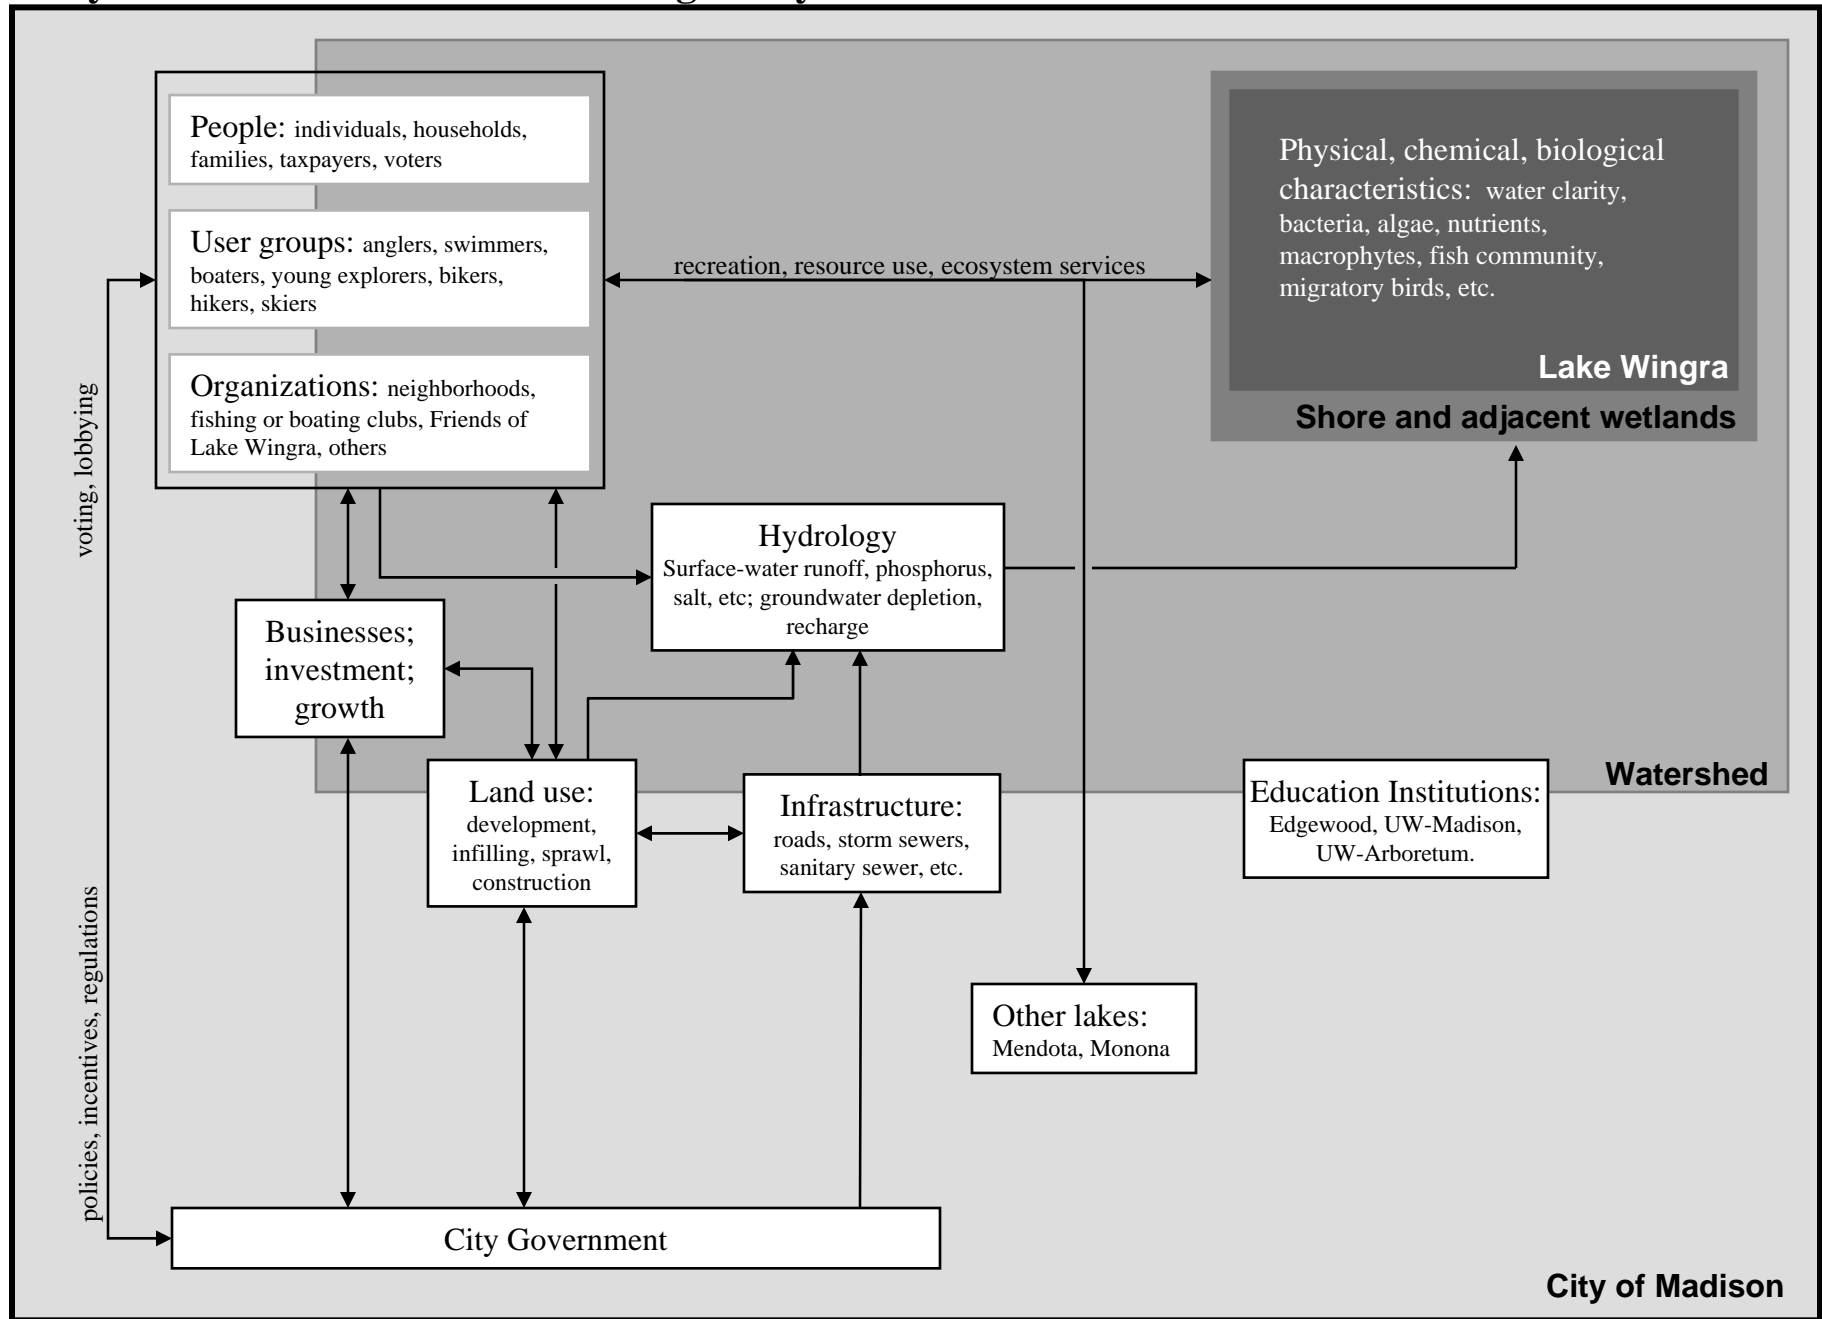 People: individuals, households,
families, taxpayers, voters
User groups: anglers, swimmers,
boaters, young explorers, bikers,
hikers, skiers
Organizations: neighborhoods,
fishing or boating clubs, Friends of
Lake Wingra, others
recreation, resource use, ecosystem services
Physical, chemical, biological
characteristics: water clarity,
bacteria, algae, nutrients,
macrophytes, fish community,
migratory birds, etc.
Lake Wingra
Shore and adjacent wetlands
voting, lobbying
policies, incentives, regulations
Hydrology
Surface-water runoff, phosphorus,
salt, etc; groundwater depletion,
recharge
Businesses;
investment;
growth
Land use:
development,
infilling, sprawl,
construction
Infrastructure:
roads, storm sewers,
sanitary sewer, etc.
Watershed
Education Institutions:
Edgewood, UW-Madison,
UW-Arboretum.
Other lakes:
Mendota, Monona
City Government
City of Madison